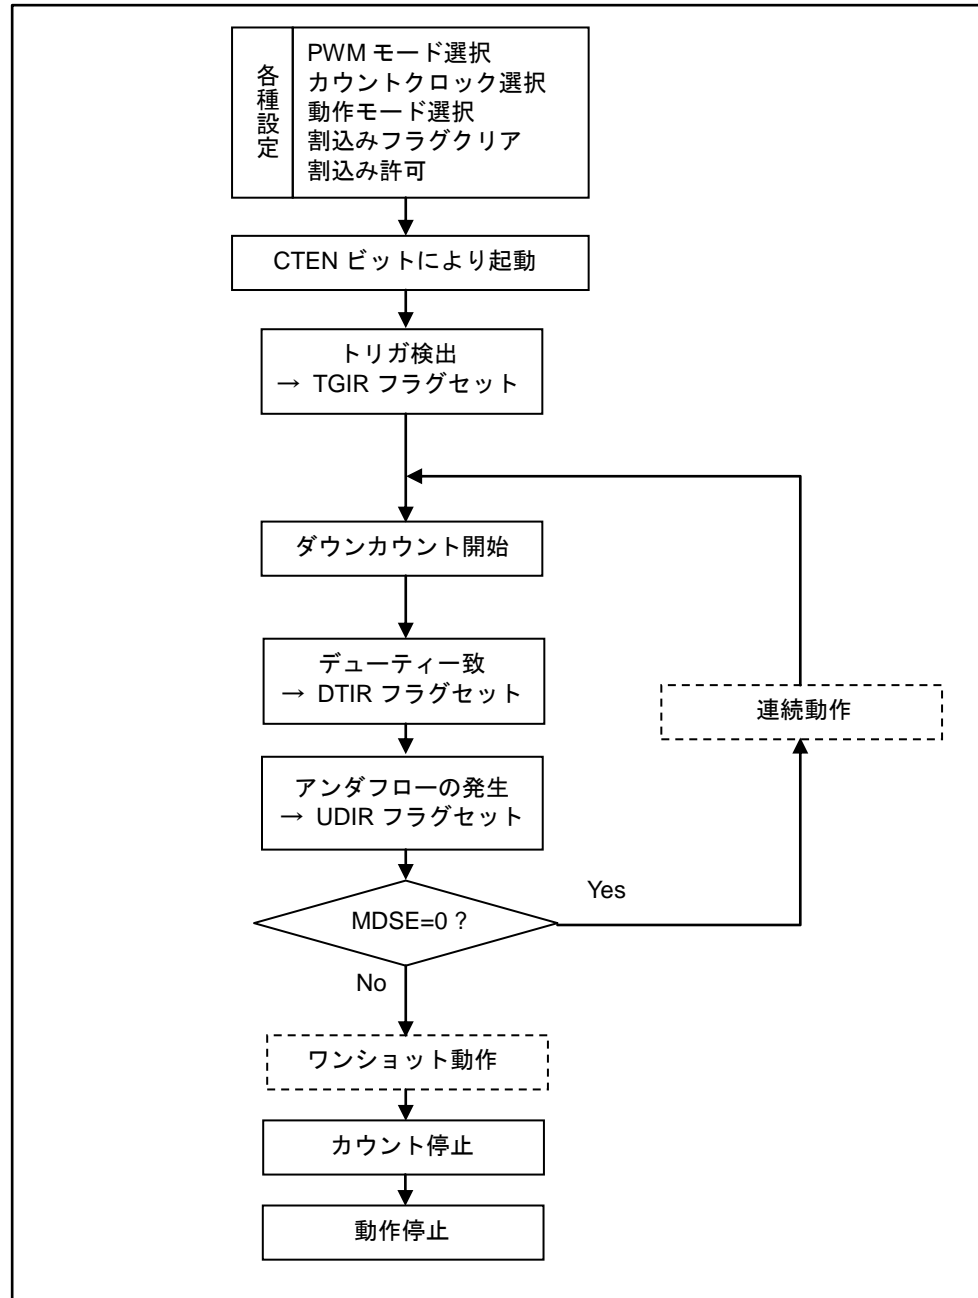 各種設定
PWM モード選択
カウントクロック選択
動作モード選択
割込みフラグクリア
割込み許可
CTEN ビットにより起動
トリガ検出
→ TGIR フラグセット
ダウンカウント開始
デューティ一致
→ DTIR フラグセット
連続動作
アンダフローの発生
→ UDIR フラグセット
Yes
MDSE=0 ?
No
ワンショット動作
カウント停止
動作停止